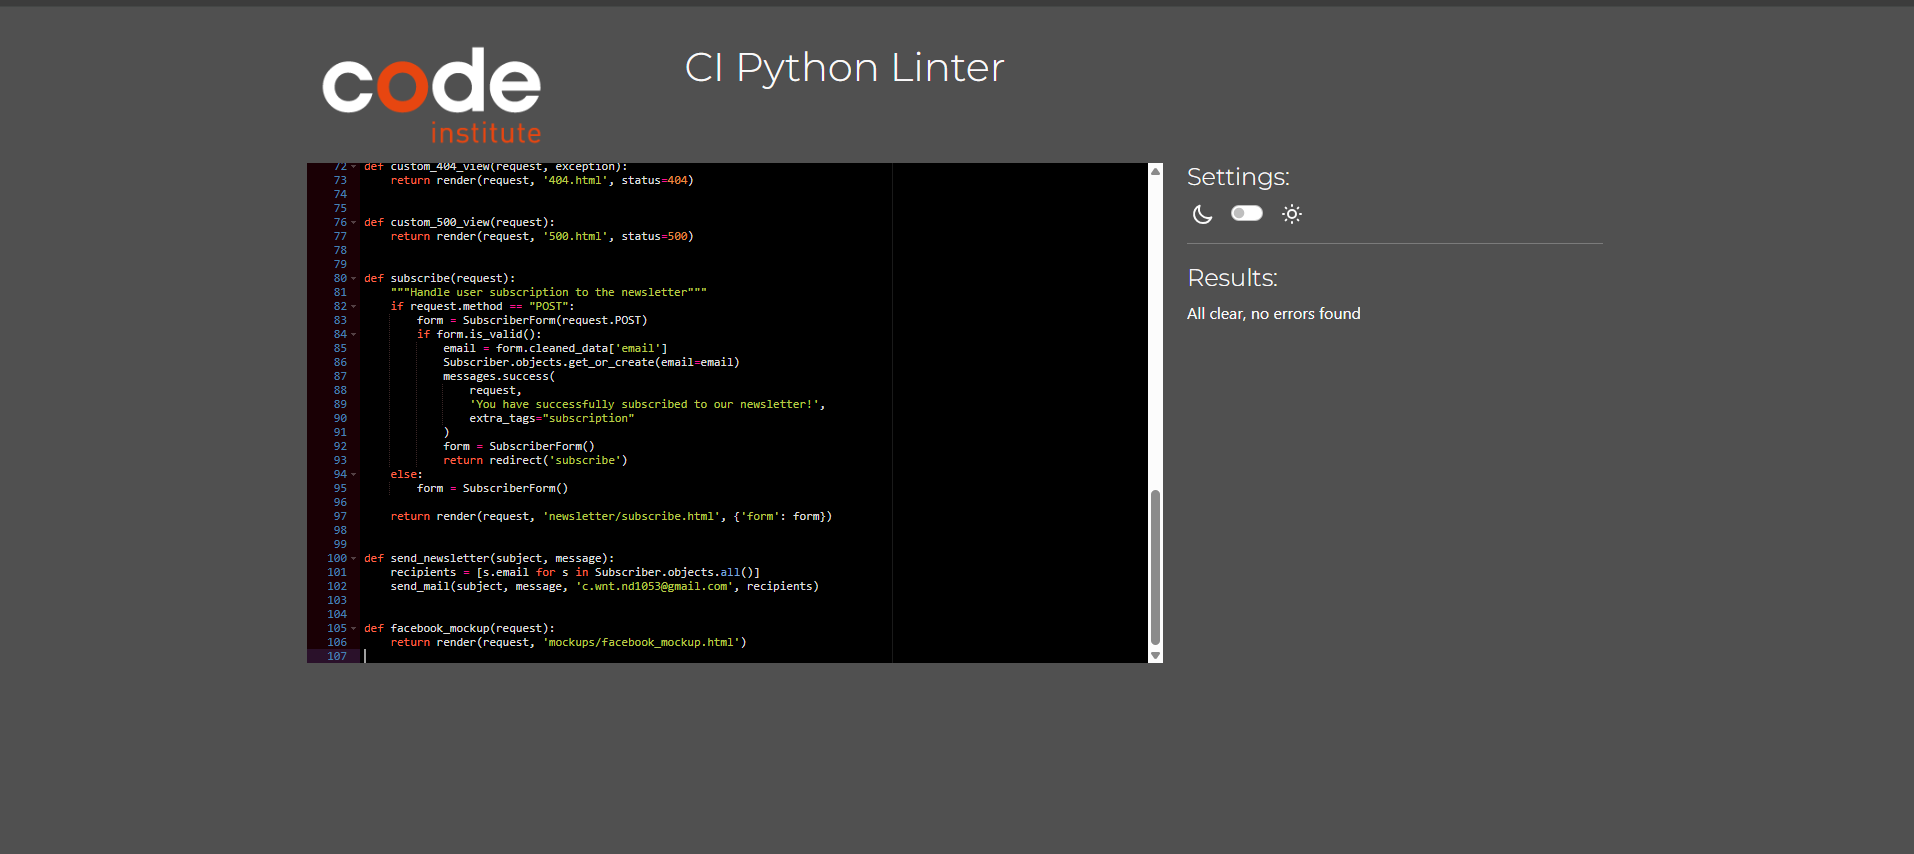 code
institute
CI Python Linter
72 def custom_404_view(request, exception):
73     return render(request, '404.html', status=404)
74
75
76 def custom_500_view(request):
77     return render(request, '500.html', status=500)
78
79
80 def subscribe(request):
81     """Handle user subscription to the newsletter"""
82     if request.method == "POST":
83         form = SubscriberForm(request.POST)
84         if form.is_valid():
85             email = form.cleaned_data['email']
86             Subscriber.objects.get_or_create(email=email)
87             messages.success(
88                 request,
89                 'You have successfully subscribed to our newsletter!',
90                 extra_tags="subscription"
91             )
92             form = SubscriberForm()
93             return redirect('subscribe')
94     else:
95         form = SubscriberForm()
96
97     return render(request, 'newsletter/subscribe.html', {'form': form})
98
99
100 def send_newsletter(subject, message):
101     recipients = [s.email for s in Subscriber.objects.all()]
102     send_mail(subject, message, 'c.wnt.nd1053@gmail.com', recipients)
103
104
105 def facebook_mockup(request):
106     return render(request, 'mockups/facebook_mockup.html')
107
Settings:
Results:
All clear, no errors found